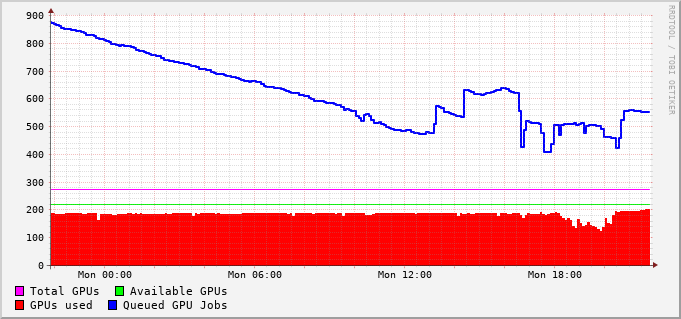 900
800
700
600
500
400
300
200
100
0
Mon 00:00 Mon 06:00 Mon 12:00 Mon 18:00
Total GPUs Available GPUs
GPUs used Queued GPU Jobs
RRDTOOL / TOBI OETIKER